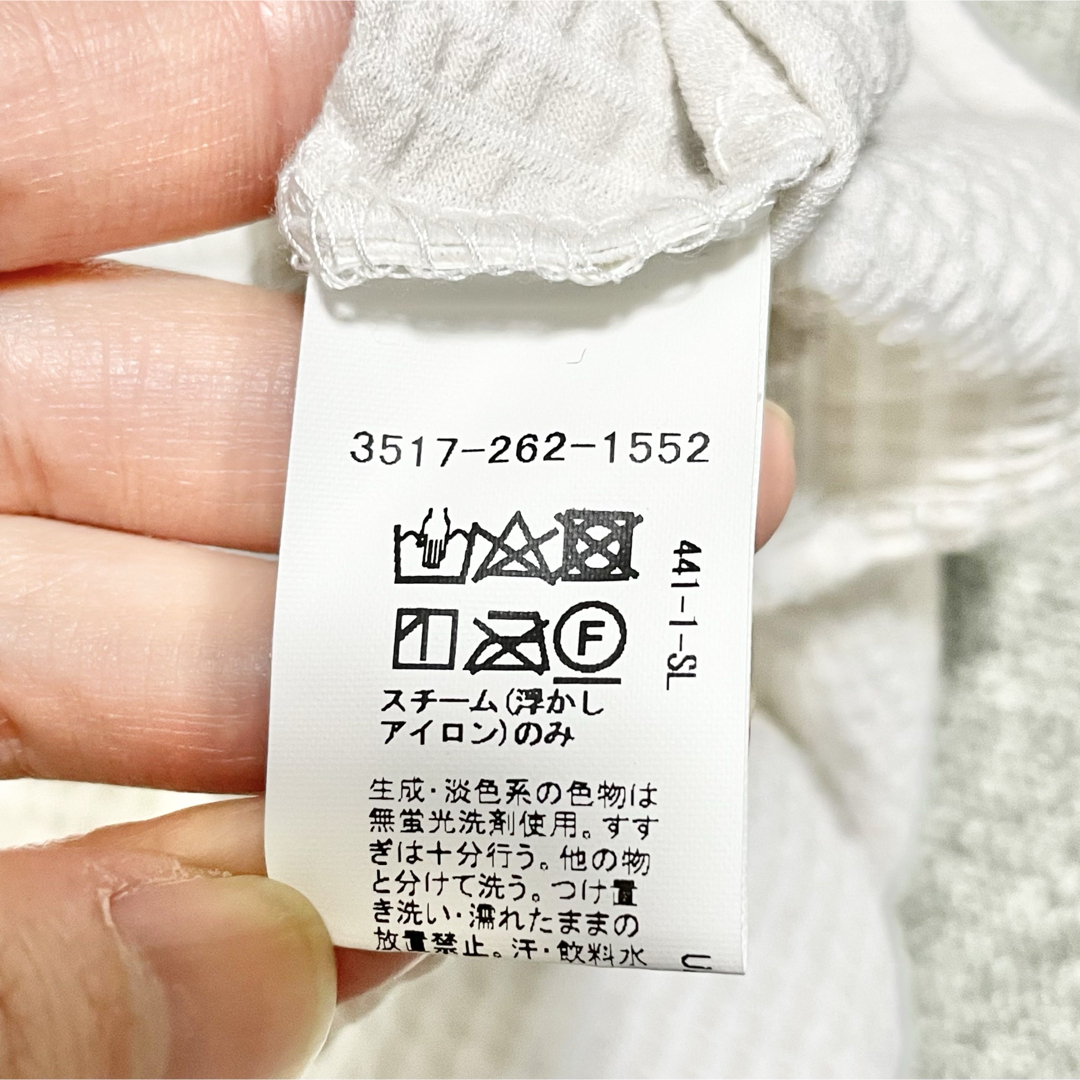 3517-262-1552
441-1-SL
F
スチーム(浮かし
アイロン)のみ
生成・淡色系の色物は
無蛍光洗剤使用。すす
ぎは十分行う。他の物
と分けて洗う。つけ置
き洗い・濡れたままの
放置禁止。汗・飲料水
U